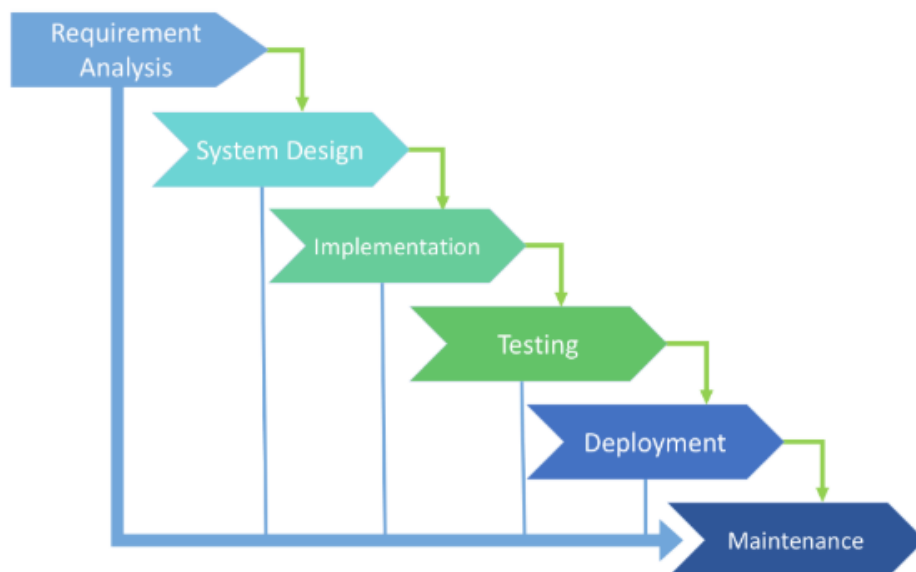 Requirement
Analysis
System Design
Implementation
Testing
Deployment
Maintenance